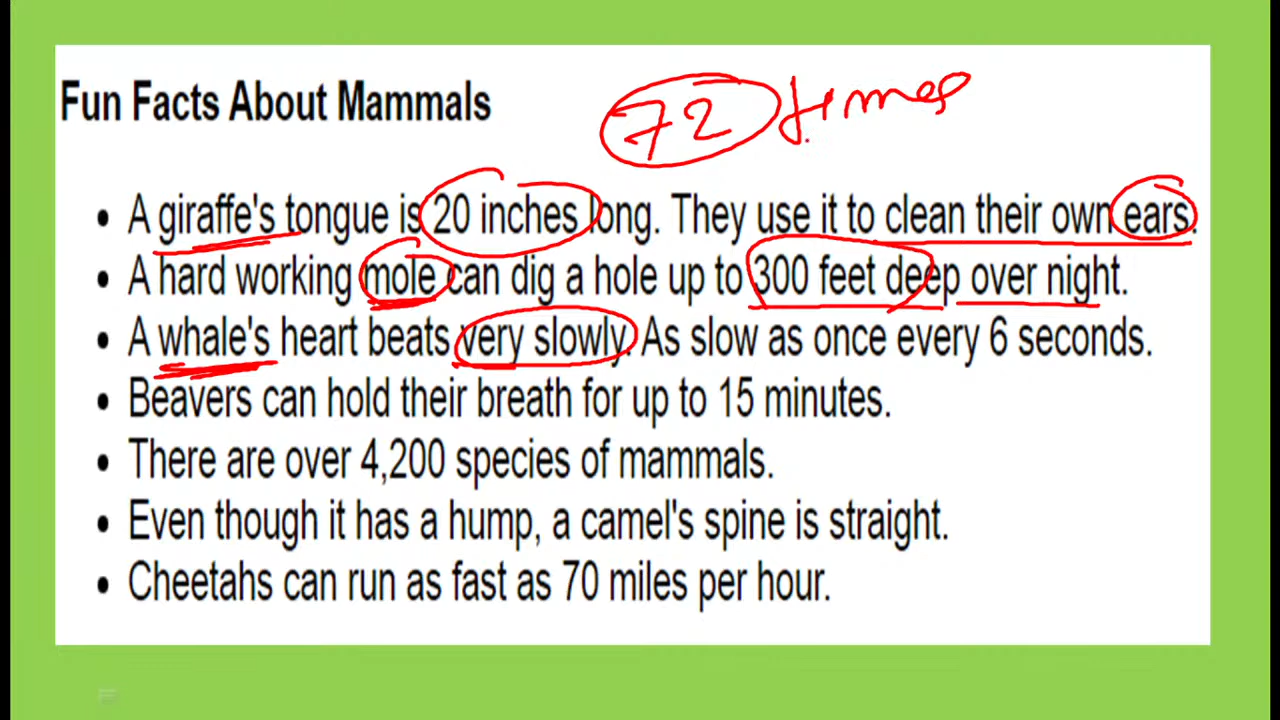 Fun Facts About Mammals
72 times
• A giraffe's tongue is 20 inches long. They use it to clean their own ears.
• A hard working mole can dig a hole up to 300 feet deep over night.
• A whale's heart beats very slowly. As slow as once every 6 seconds.
• Beavers can hold their breath for up to 15 minutes.
• There are over 4,200 species of mammals.
• Even though it has a hump, a camel's spine is straight.
• Cheetahs can run as fast as 70 miles per hour.